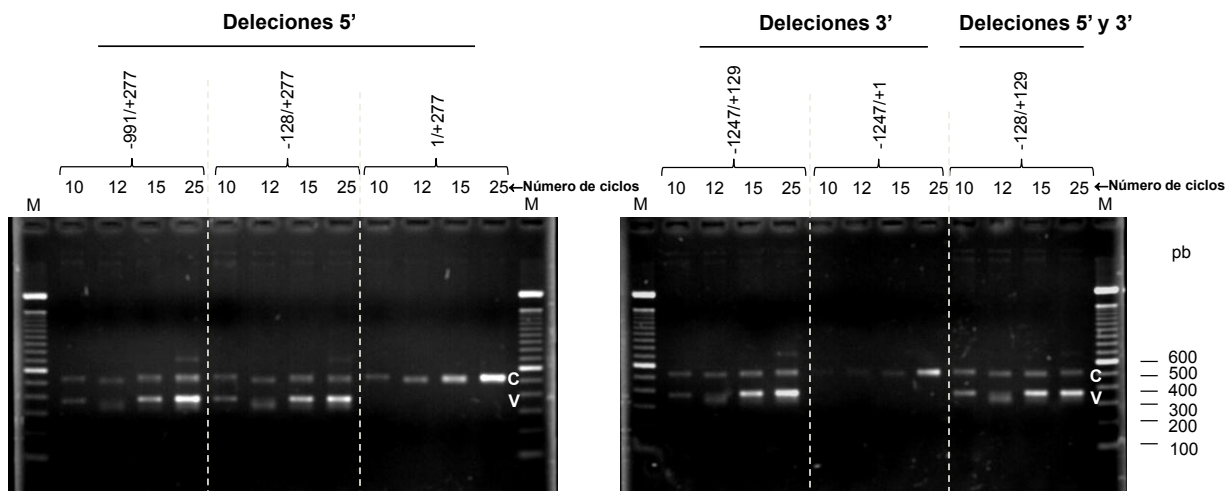 Deleciones 5’
-991/+277
-128/+277
1/+277
10 12 15 25 10 12 15 25 10 12 15 25 ←Número de ciclos
M M
C
V
Deleciones 3’ Deleciones 5’ y 3’
-1247/+129
-1247/+1
-128/+129
10 12 15 25 10 12 15 25 10 12 15 25 ←Número de ciclos
M M
pb
C
V
600
500
400
300
200
100